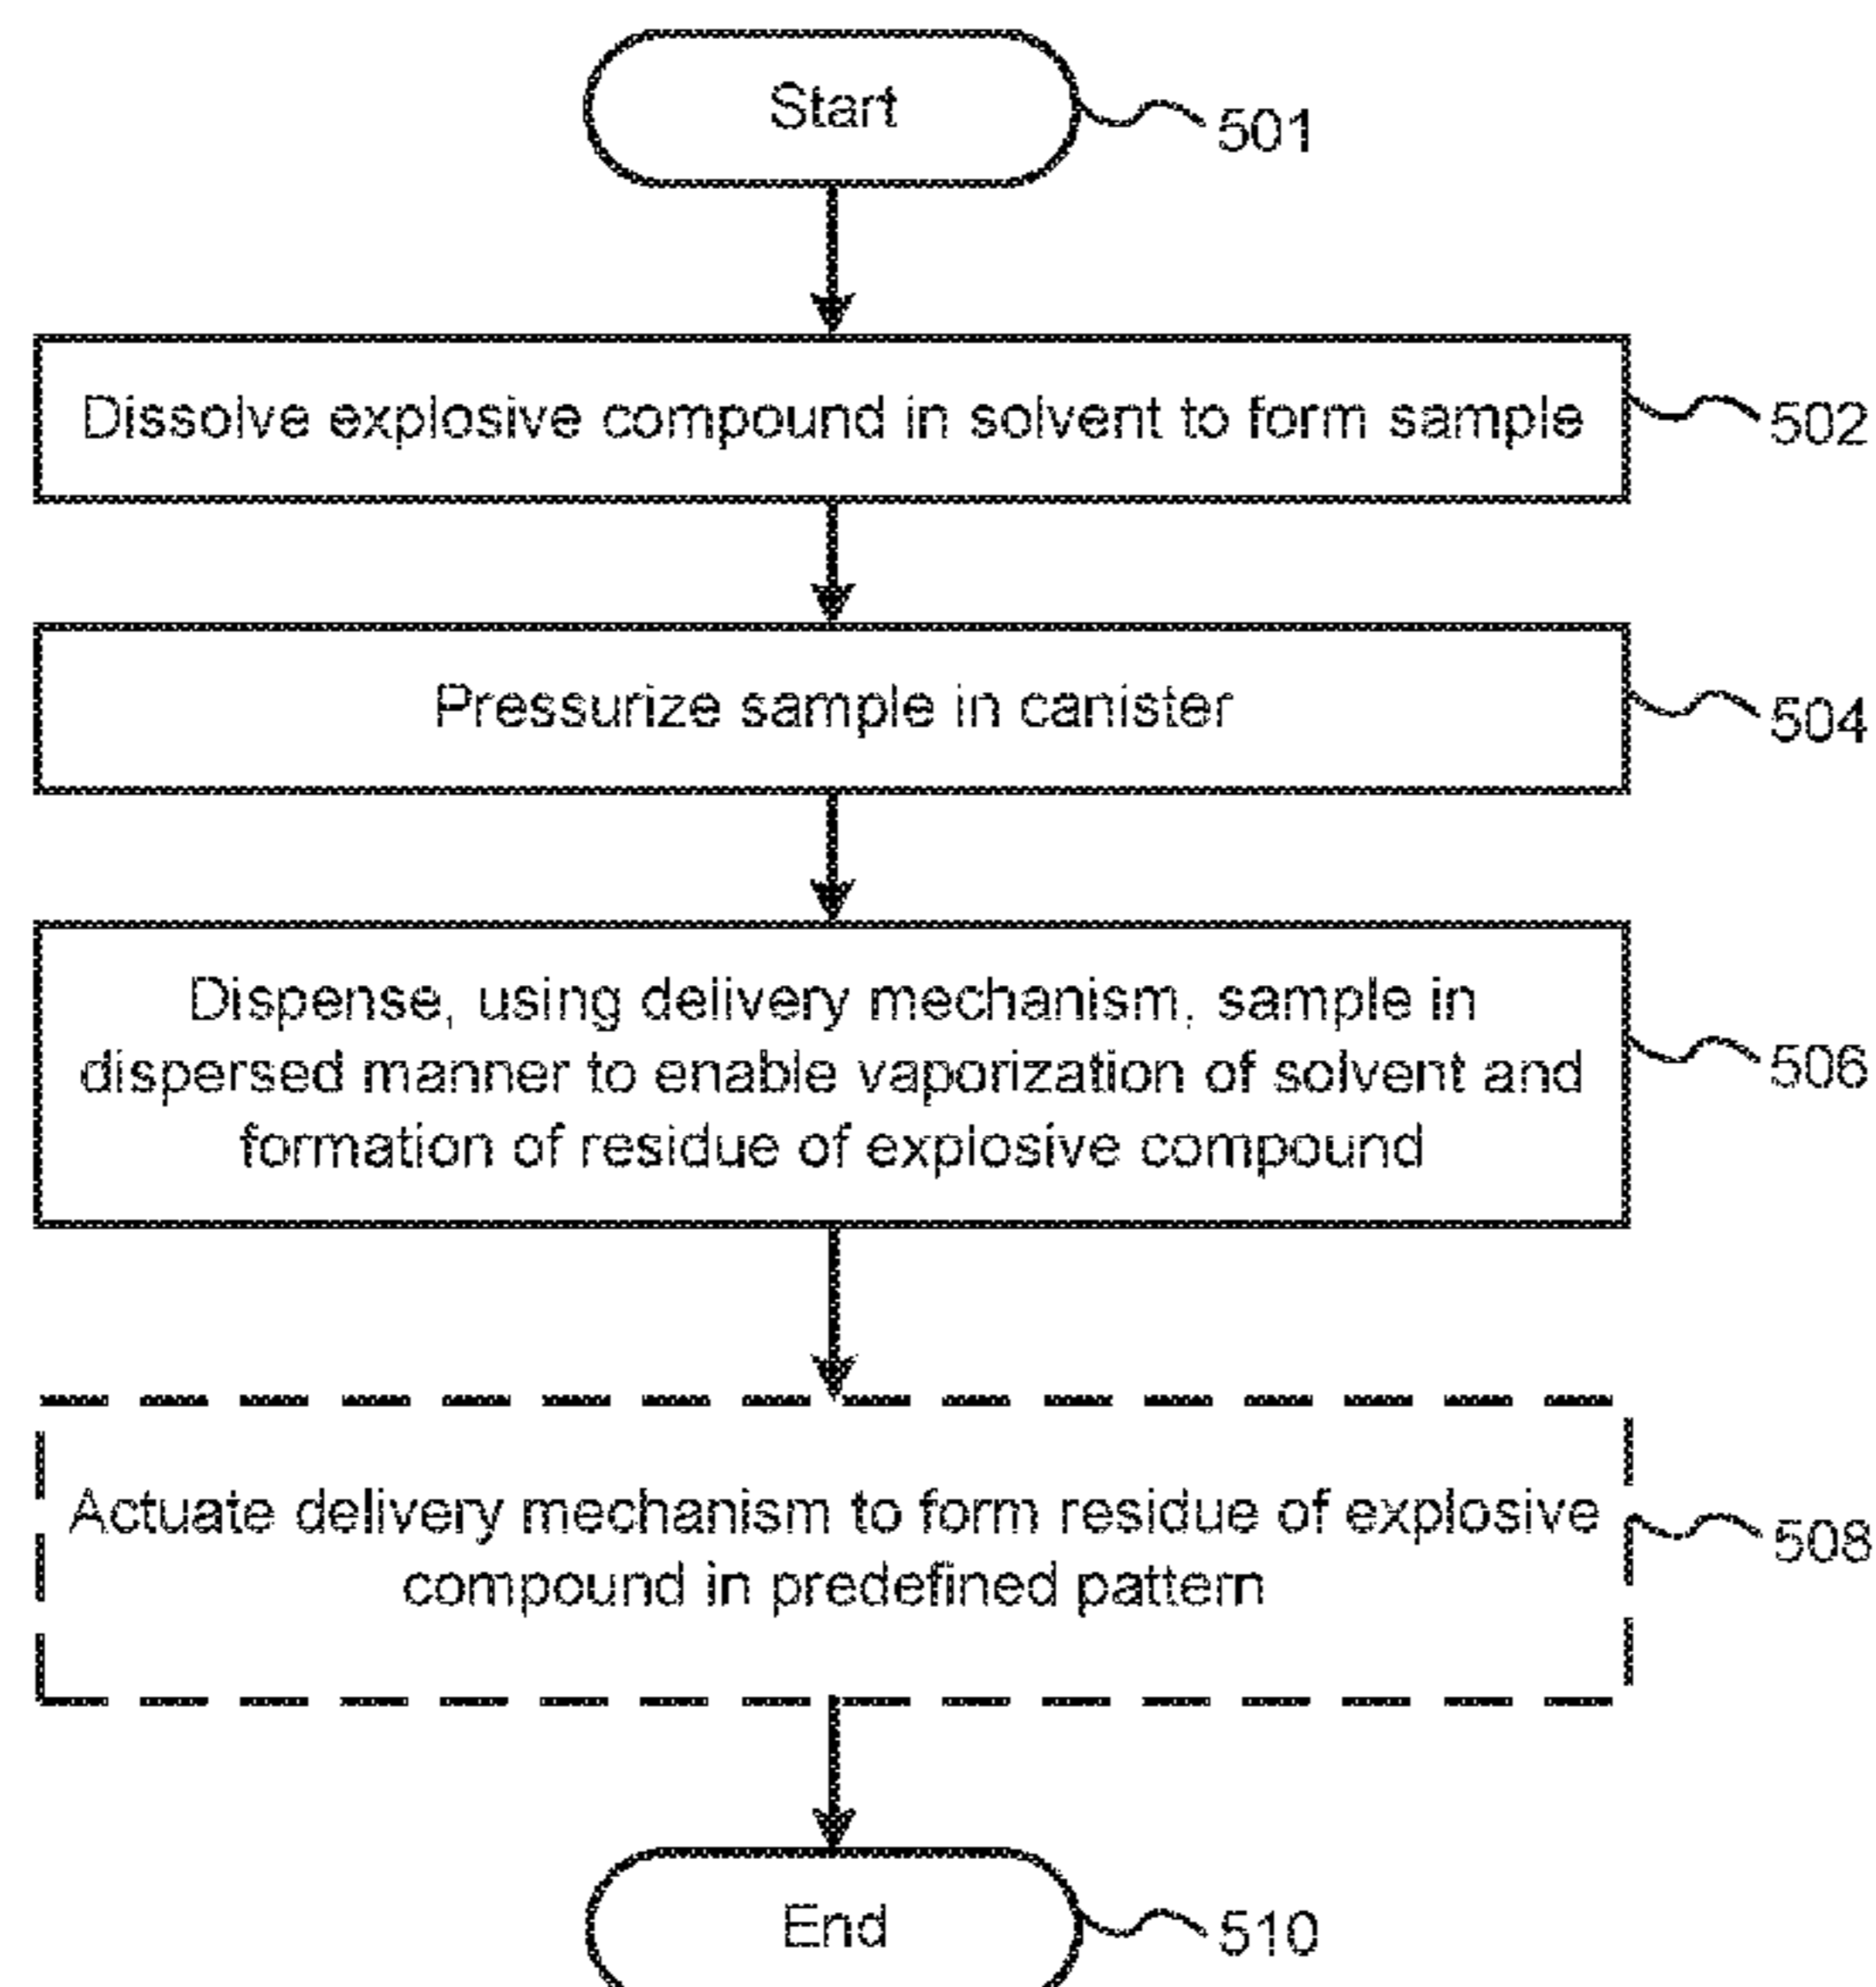 Start
501
Dissolve explosive compound in solvent to form sample
502
Pressurize sample in canister
504
Dispense, using delivery mechanism, sample in
dispersed manner to enable vaporization of solvent and
formation of residue of explosive compound
506
Actuate delivery mechanism to form residue of explosive
compound in predefined pattern
508
End
510